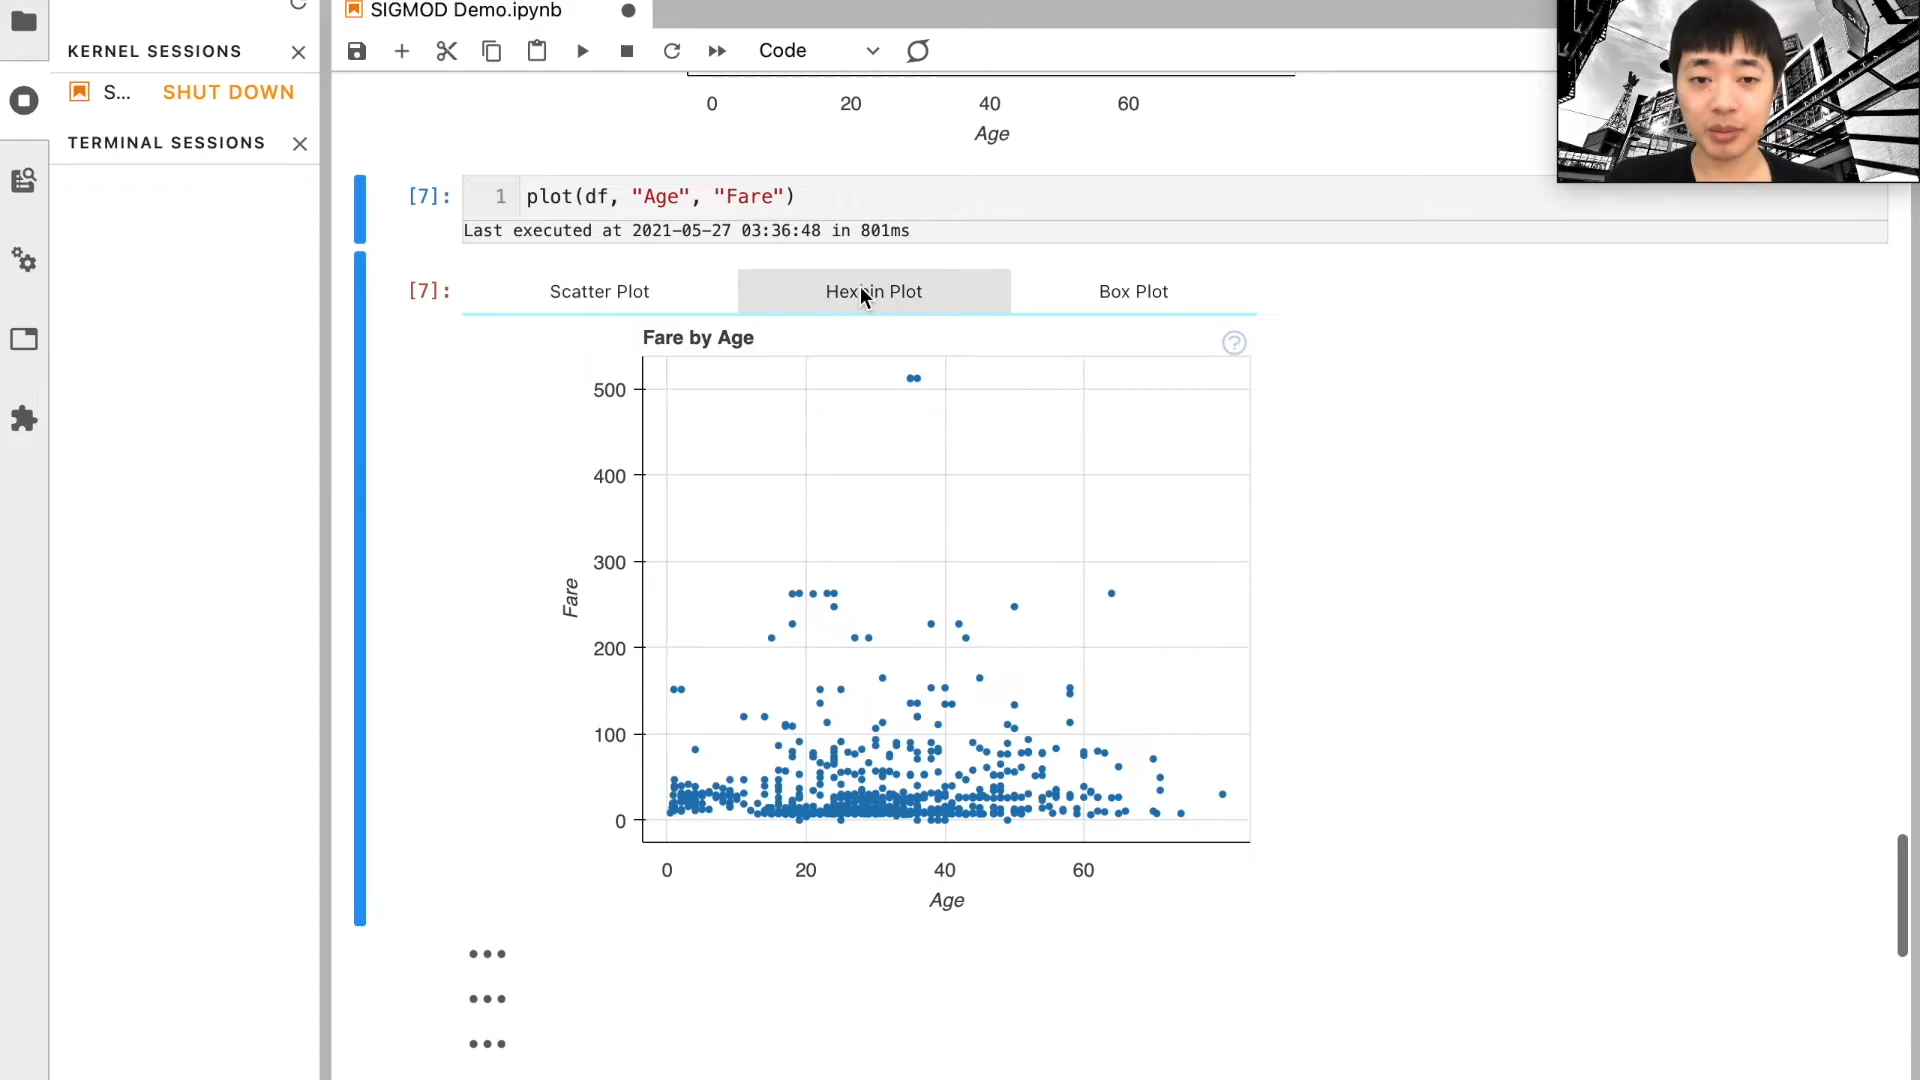 SIGMOD Demo.ipynb
KERNEL SESSIONS
S... SHUT DOWN
TERMINAL SESSIONS
Code
0 20 40 60
Age
[7]: 1 plot(df, "Age", "Fare")
Last executed at 2021-05-27 03:36:48 in 801ms
[7]: Scatter Plot Hexbin Plot Box Plot
Fare by Age
?
500
400
300
200
100
0
Fare
0 20 40 60
Age